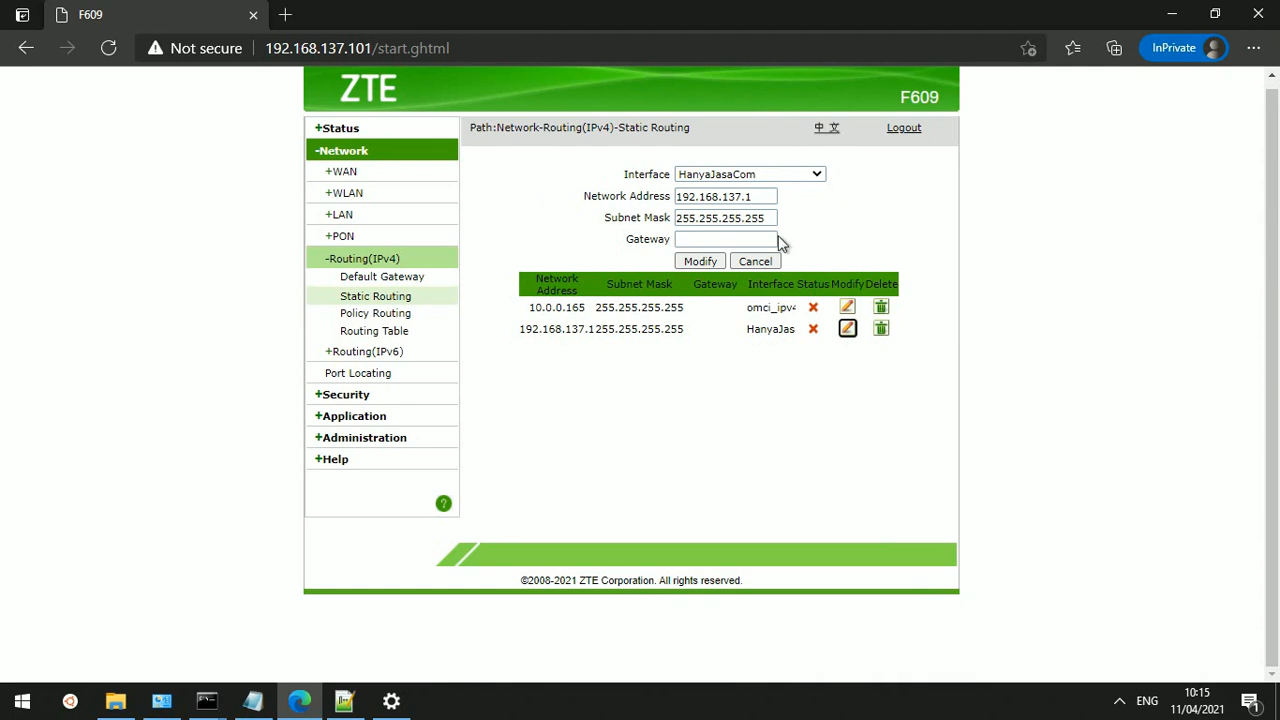 F609
Not secure
192.168.137.101/start.ghtml
InPrivate
ZTE
F609
+Status
-Network
+WAN
+WLAN
+LAN
+PON
-Routing(IPv4)
Default Gateway
Static Routing
Policy Routing
Routing Table
+Routing(IPv6)
Port Locating
+Security
+Application
+Administration
+Help
?
Path:Network-Routing(IPv4)-Static Routing
中 文
Logout
Interface HanyaJasaCom
Network Address 192.168.137.1
Subnet Mask 255.255.255.255
Gateway
Modify Cancel
Network Address Subnet Mask Gateway Interface Status Modify Delete
10.0.0.165 255.255.255.255 omci_ipv4
192.168.137.1 255.255.255.255 HanyaJas
©2008-2021 ZTE Corporation. All rights reserved.
ENG
10:15
11/04/2021
1